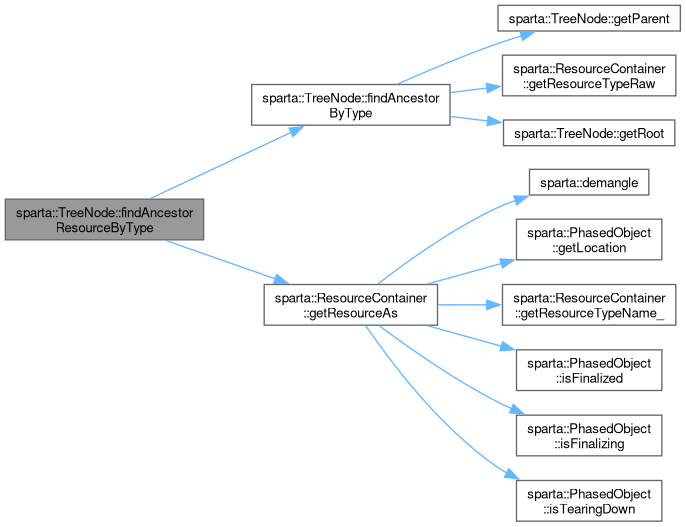 sparta::TreeNode::getParent
sparta::ResourceContainer
::getResourceTypeRaw
sparta::TreeNode::findAncestor
ByType
sparta::TreeNode::getRoot
sparta::demangle
sparta::TreeNode::findAncestor
ResourceByType
sparta::PhasedObject
::getLocation
sparta::ResourceContainer
::getResourceAs
sparta::ResourceContainer
::getResourceTypeName_
sparta::PhasedObject
::isFinalized
sparta::PhasedObject
::isFinalizing
sparta::PhasedObject
::isTearingDown